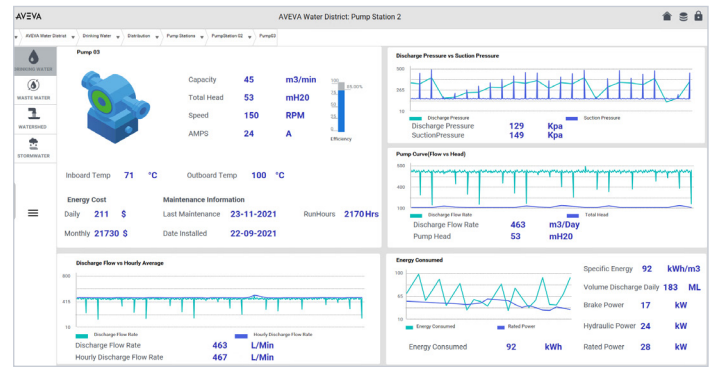 AVEVA
AVEVA Water District: Pump Station 2
AVEVA Water District Drinking Water Distribution Pump Stations PumpStation 02 Pump03
DRINKING WATER
WASTE WATER
WATERSHED
STORMWATER
Pump 03
Capacity 45 m3/min
Total Head 53 mH20
Speed 150 RPM
AMPS 24 A
100
89.00%
75
50
25
0
Efficiency
Inboard Temp 71 °C Outboard Temp 100 °C
Energy Cost Maintenance Information
Daily 211 $ Last Maintenance 23-11-2021 RunHours 2170 Hrs
Monthly 21730 $ Date Installed 22-09-2021
Discharge Pressure vs Suction Pressure
10
Discharge Pressure Suction Pressure
Discharge Pressure 129 Kpa
SuctionPressure 149 Kpa
Pump Curve(Flow vs Head)
400
100
Discharge Flow Rate Total Head
Discharge Flow Rate 463 m3/Day
Pump Head 53 mH20
Discharge Flow vs Hourly Average
10
Discharge Flow Rate Hourly Discharge Flow Rate
Discharge Flow Rate 463 L/Min
Hourly Discharge Flow Rate 467 L/Min
Energy Consumed
100
10
Energy Consumed Rated Power
Energy Consumed 92 kWh
Specific Energy 92 kWh/m3
Volume Discharge Daily 183 ML
Brake Power 17 kW
Hydraulic Power 24 kW
Rated Power 28 kW